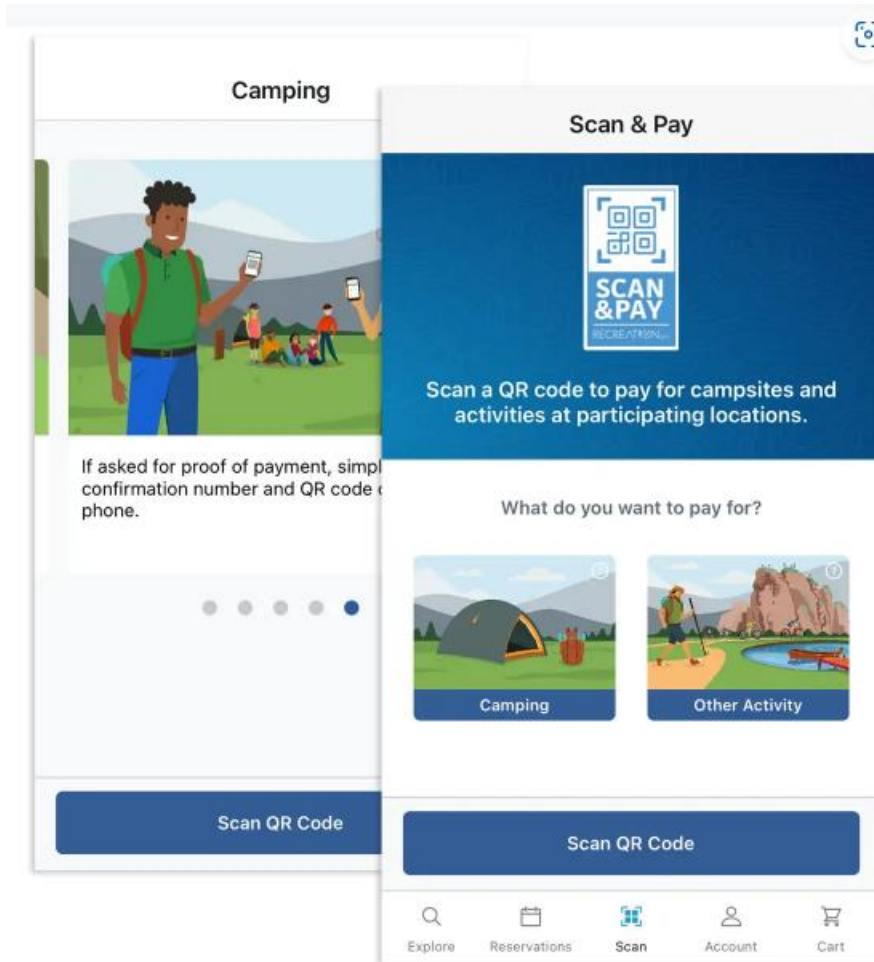 Camping
If asked for proof of payment, simpl
confirmation number and QR code
phone.
Scan QR Code
Scan & Pay
SCAN
&PAY
RECREATION.gov
Scan a QR code to pay for campsites and
activities at participating locations.
What do you want to pay for?
Camping
Other Activity
Scan QR Code
Explore
Reservations
Scan
Account
Cart